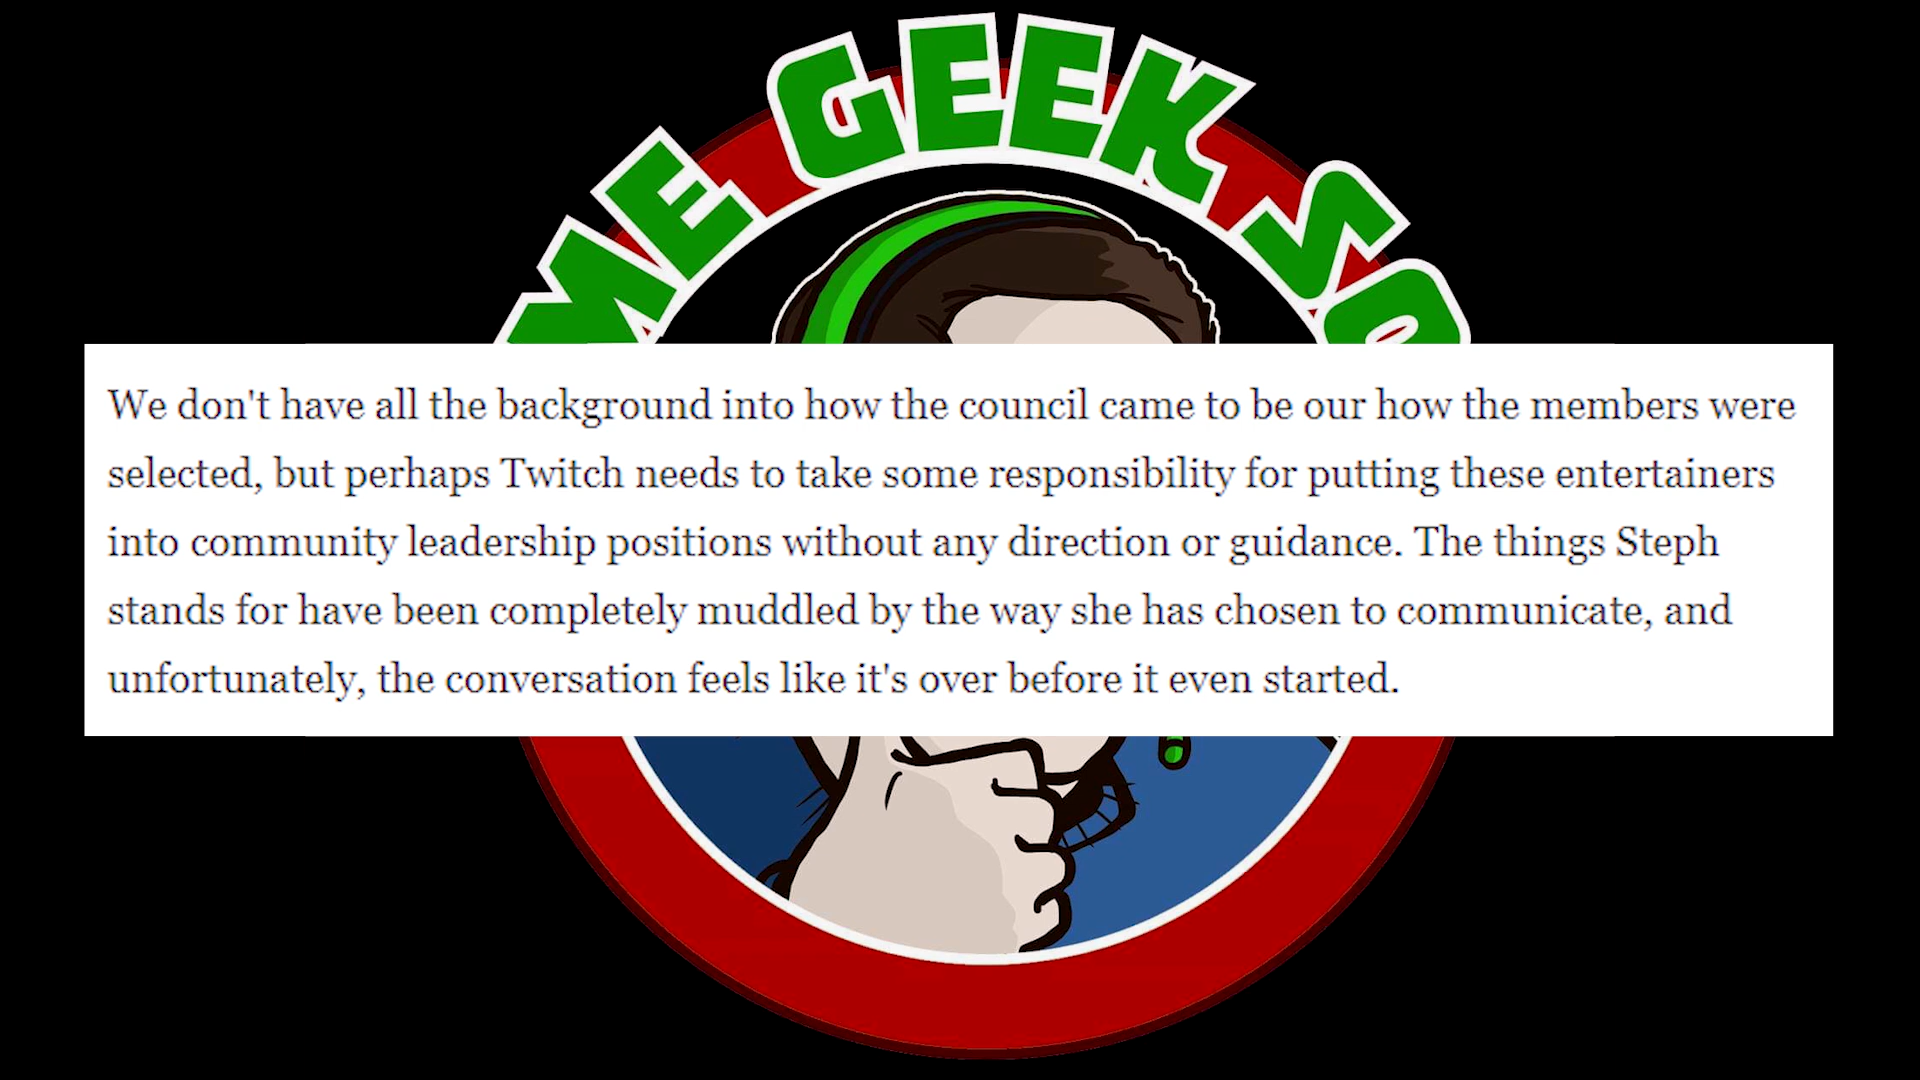 ME GEEK SO
We don't have all the background into how the council came to be our how the members were
selected, but perhaps Twitch needs to take some responsibility for putting these entertainers
into community leadership positions without any direction or guidance. The things Steph
stands for have been completely muddled by the way she has chosen to communicate, and
unfortunately, the conversation feels like it's over before it even started.